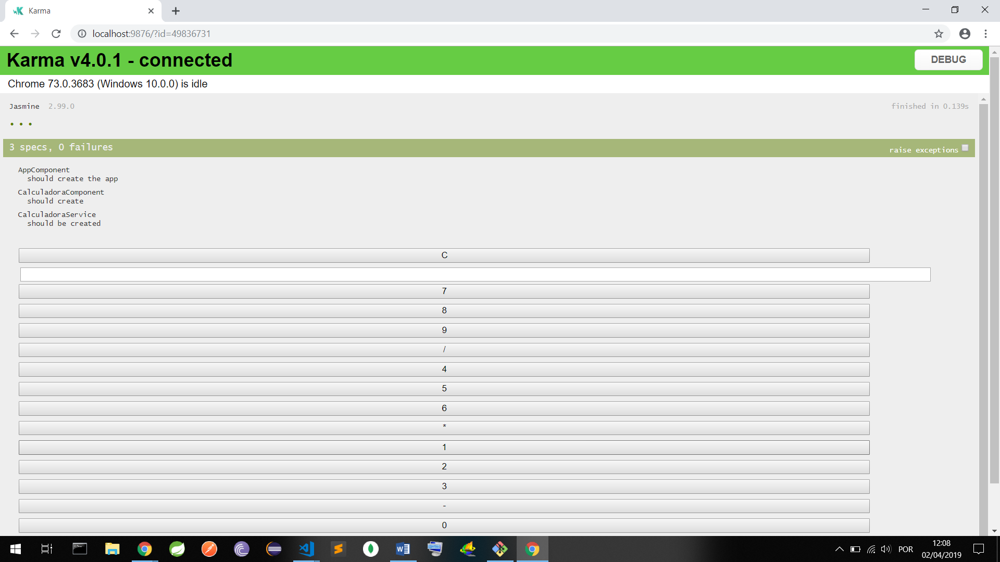 Karma
localhost:9876/?id=49836731
Karma v4.0.1 - connected
DEBUG
Chrome 73.0.3683 (Windows 10.0.0) is idle
Jasmine 2.99.0
finished in 0.139s
3 specs, 0 failures
raise exceptions
AppComponent
should create the app
CalculadoraComponent
should create
CalculadoraService
should be created
C
7
8
9
/
4
5
6
*
1
2
3
-
0
POR
12:08
02/04/2019